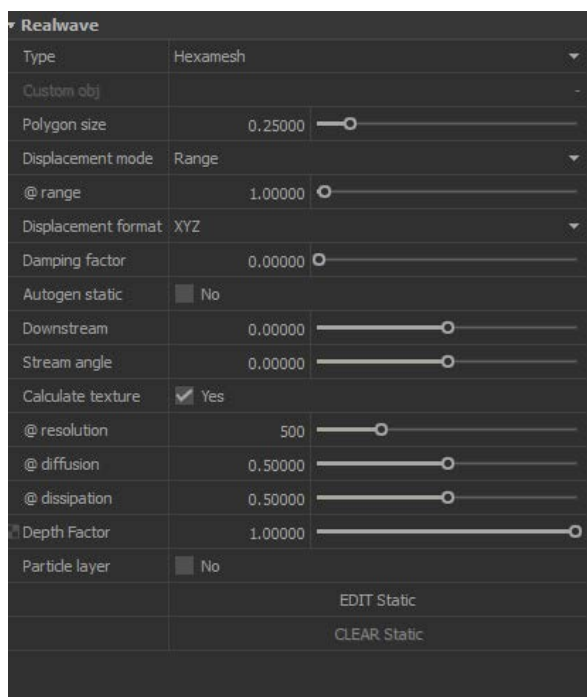 Realwave
Type Hexamesh
Custom obj -
Polygon size 0.25000
Displacement mode Range
@ range 1.00000
Displacement format XYZ
Damping factor 0.00000
Autogen static No
Downstream 0.00000
Stream angle 0.00000
Calculate texture Yes
@ resolution 500
@ diffusion 0.50000
@ dissipation 0.50000
Depth Factor 1.00000
Particle layer No
EDIT Static
CLEAR Static